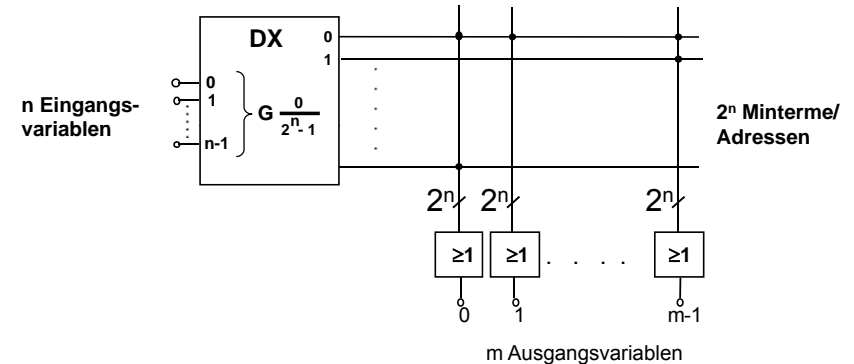 DX
0
1
n Eingangs-
variablen
0
1
n-1
G 0
2ⁿ- 1
2ⁿ Minterme/
Adressen
2ⁿ 2ⁿ 2ⁿ
≥1 ≥1 . . . . ≥1
0 1 m-1
m Ausgangsvariablen